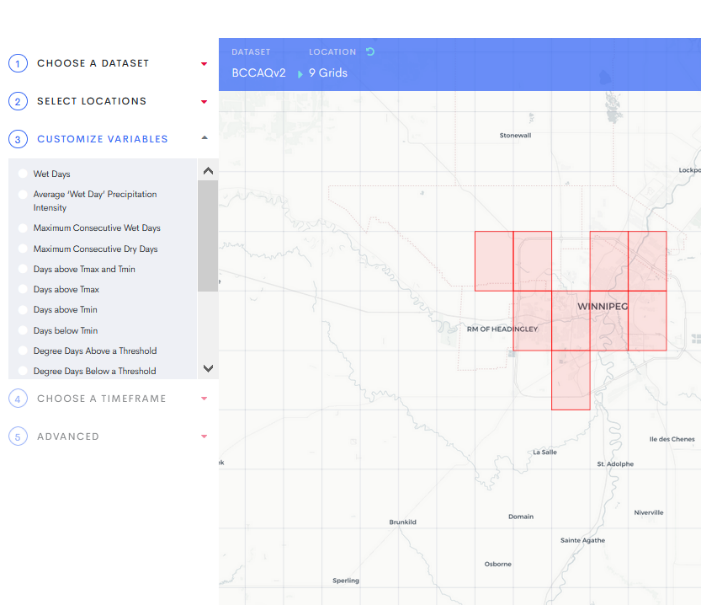 1 CHOOSE A DATASET
2 SELECT LOCATIONS
3 CUSTOMIZE VARIABLES
Wet Days
Average ‘Wet Day’ Precipitation
Intensity
Maximum Consecutive Wet Days
Maximum Consecutive Dry Days
Days above Tmax and Tmin
Days above Tmax
Days above Tmin
Days below Tmin
Degree Days Above a Threshold
Degree Days Below a Threshold
4 CHOOSE A TIMEFRAME
5 ADVANCED
DATASET LOCATION
BCCAQv2 9 Grids
Stonewall
Lockpo
WINNIPEG
RM OF HEADINGLEY
Ile des Chenes
La Salle
St. Adolphe
Niverville
Domain
Brunkild
Sainte Agathe
Osborne
Sperling